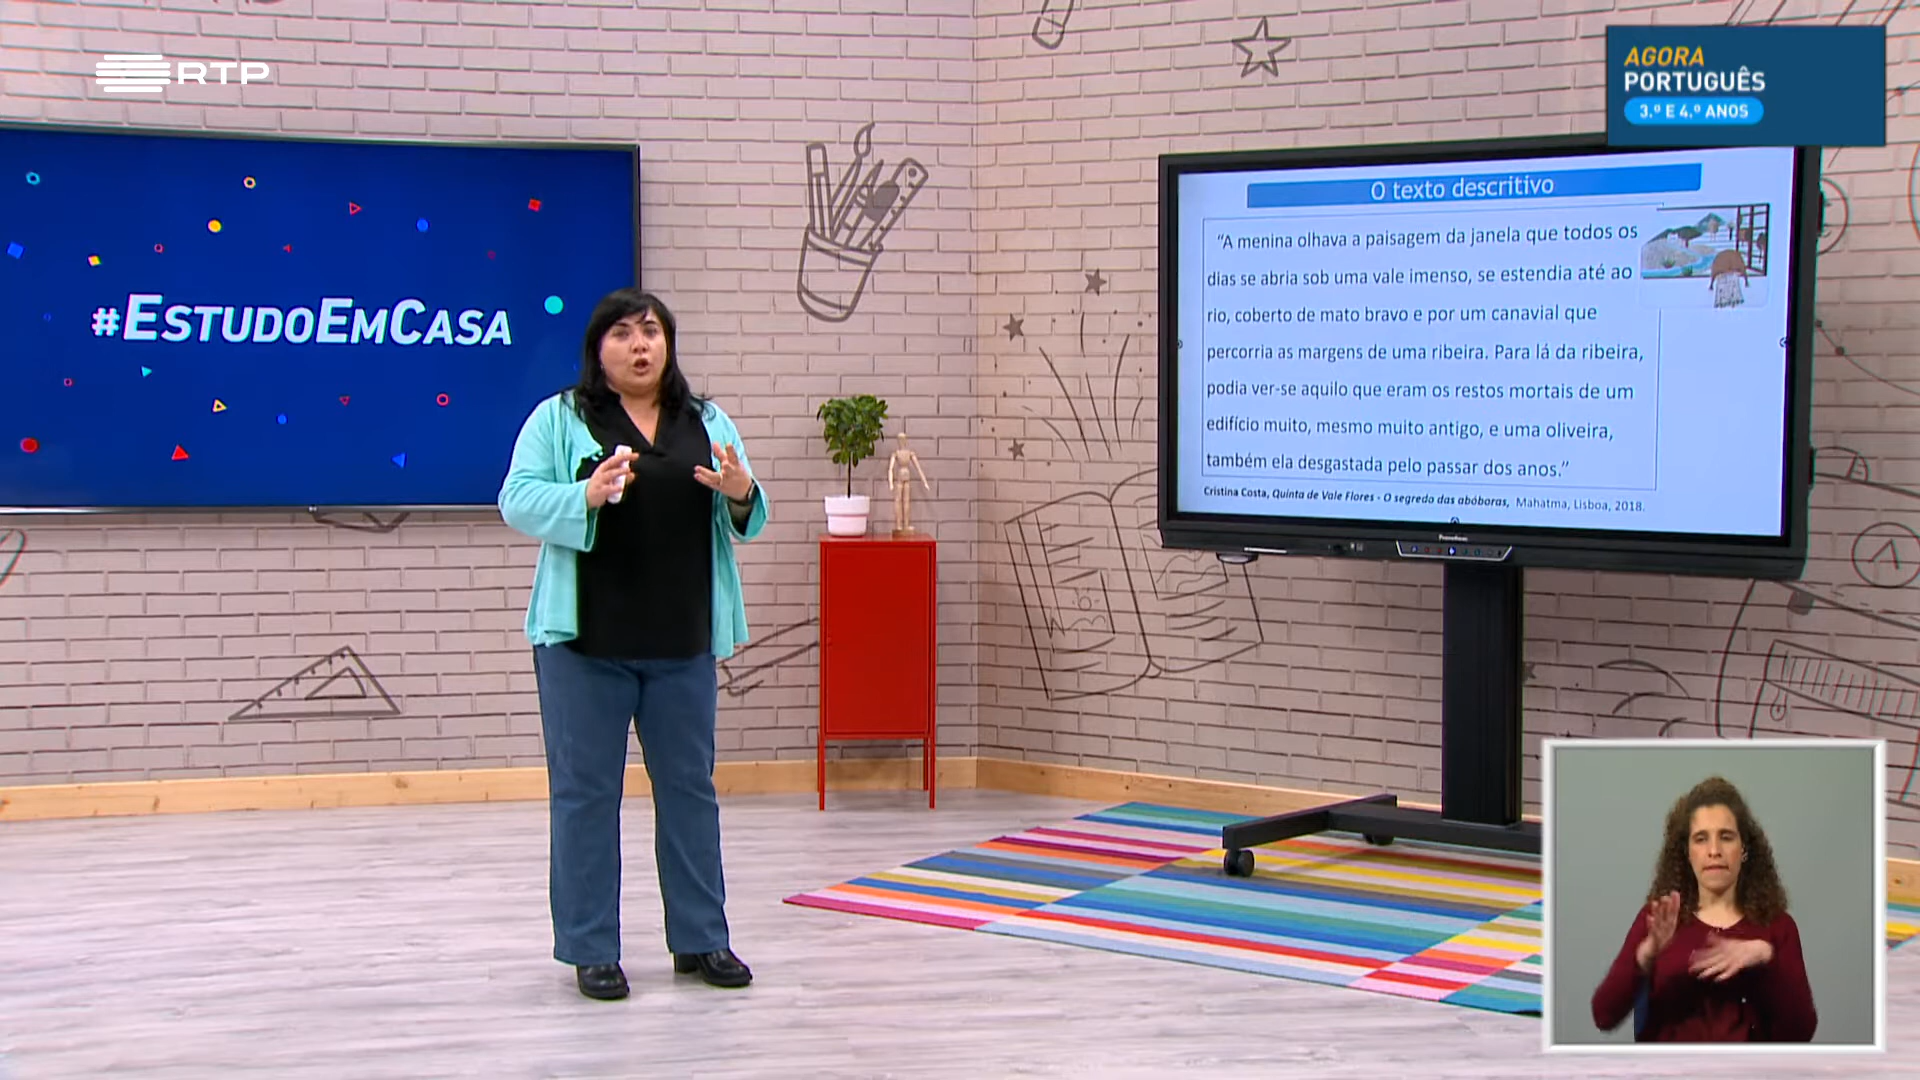 RTP
AGORA
PORTUGUÊS
3.º E 4.º ANOS
#ESTUDOEMCASA
O texto descritivo
“A menina olhava a paisagem da janela que todos os
dias se abria sob uma vale imenso, se estendia até ao
rio, coberto de mato bravo e por um canavial que
percorria as margens de uma ribeira. Para lá da ribeira,
podia ver-se aquilo que eram os restos mortais de um
edifício muito, mesmo muito antigo, e uma oliveira,
também ela desgastada pelo passar dos anos.”
Cristina Costa, Quinta de Vale Flores - O segredo das abóboras, Mahatma, Lisboa, 2018.
Promethean